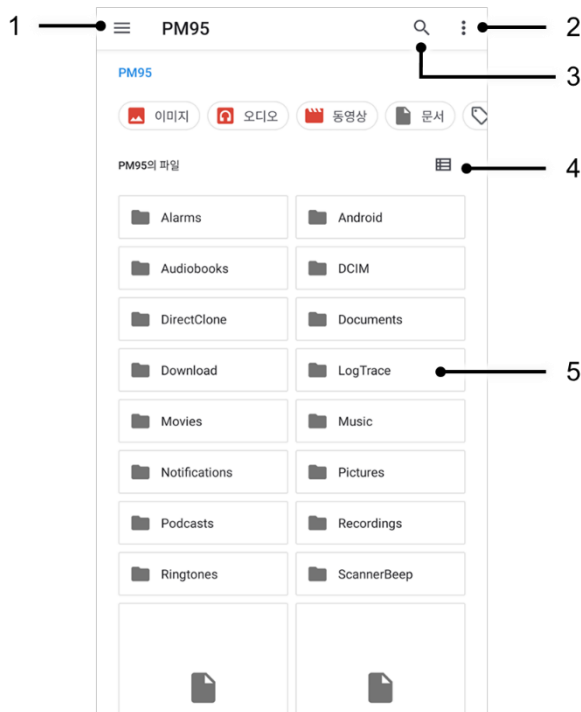 1
PM95
2
3
PM95
이미지
오디오
동영상
문서
PM95의 파일
4
Alarms
Android
Audiobooks
DCIM
DirectClone
Documents
Download
LogTrace
5
Movies
Music
Notifications
Pictures
Podcasts
Recordings
Ringtones
ScannerBeep